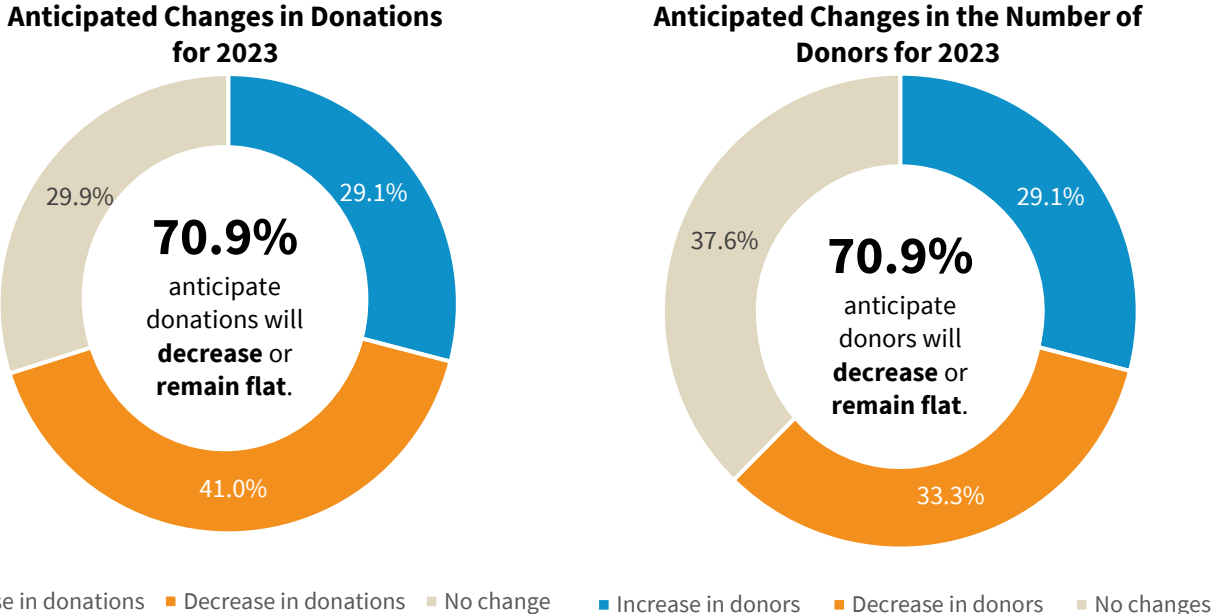 Anticipated Changes in Donations
for 2023
29.9%
29.1%
70.9%
anticipate
donations will
decrease or
remain flat.
41.0%
se in donations
Decrease in donations
No change
Anticipated Changes in the Number of
Donors for 2023
29.1%
37.6%
70.9%
anticipate
donors will
decrease or
remain flat.
33.3%
Increase in donors
Decrease in donors
No changes